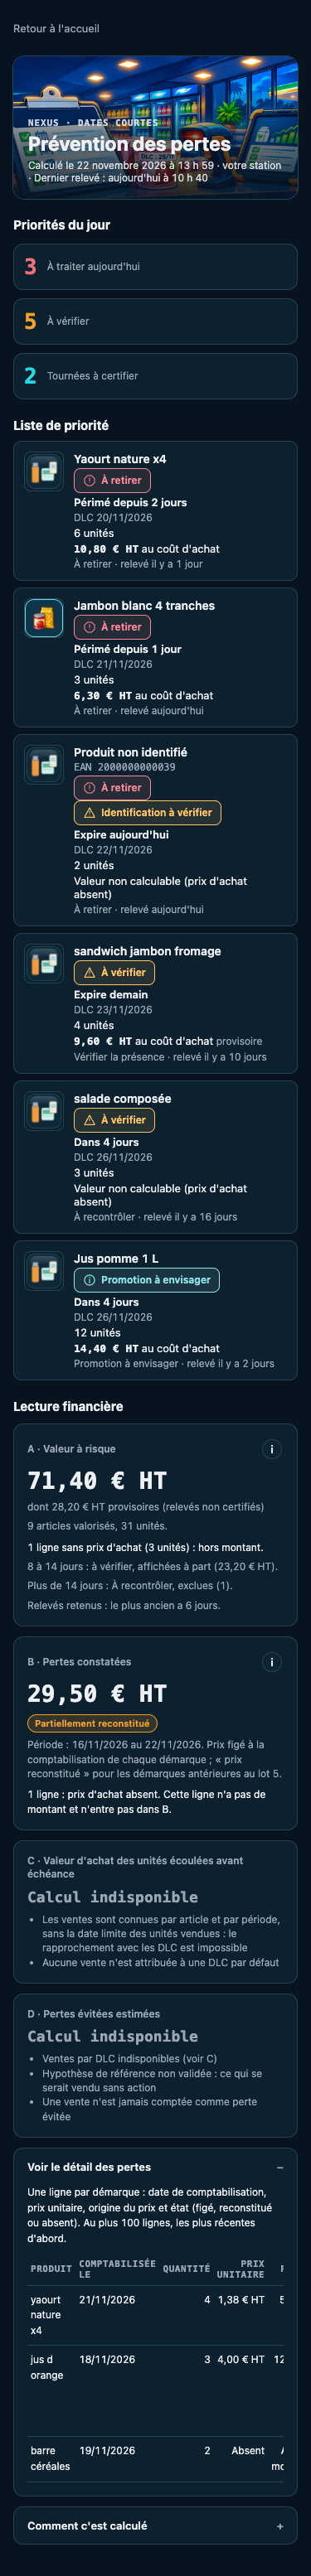 Retour à l'accueil
NEXUS · DATES COURTES
Prévention des pertes
Calculé le 22 novembre 2026 à 13 h 59 · votre station
· Dernier relevé : aujourd'hui à 10 h 40
Priorités du jour
3 À traiter aujourd'hui
5 À vérifier
2 Tournées à certifier
Liste de priorité
Yaourt nature x4
À retirer
Périmé depuis 2 jours
DLC 20/11/2026
6 unités
10,80 € HT au coût d'achat
À retirer · relevé il y a 1 jour
Jambon blanc 4 tranches
À retirer
Périmé depuis 1 jour
DLC 21/11/2026
3 unités
6,30 € HT au coût d'achat
À retirer · relevé aujourd'hui
Produit non identifié
EAN 2000000000039
À retirer
Identification à vérifier
Expire aujourd'hui
DLC 22/11/2026
2 unités
Valeur non calculable (prix d'achat
absent)
À retirer · relevé aujourd'hui
sandwich jambon fromage
À vérifier
Expire demain
DLC 23/11/2026
4 unités
9,60 € HT au coût d'achat provisoire
Vérifier la présence · relevé il y a 10 jours
salade composée
À vérifier
Dans 4 jours
DLC 26/11/2026
3 unités
Valeur non calculable (prix d'achat
absent)
À recontrôler · relevé il y a 16 jours
Jus pomme 1 L
Promotion à envisager
Dans 4 jours
DLC 26/11/2026
12 unités
14,40 € HT au coût d'achat
Promotion à envisager · relevé il y a 2 jours
Lecture financière
A · Valeur à risque i
71,40 € HT
dont 28,20 € HT provisoires (relevés non certifiés)
9 articles valorisés, 31 unités.
1 ligne sans prix d'achat (3 unités) : hors montant.
8 à 14 jours : à vérifier, affichées à part (23,20 € HT).
Plus de 14 jours : À recontrôler, exclues (1).
Relevés retenus : le plus ancien a 6 jours.
B · Pertes constatées i
29,50 € HT
Partiellement reconstitué
Période : 16/11/2026 au 22/11/2026. Prix figé à la
comptabilisation de chaque démarque ; « prix
reconstitué » pour les démarques antérieures au lot 5.
1 ligne : prix d'achat absent. Cette ligne n'a pas de
montant et n'entre pas dans B.
C · Valeur d'achat des unités écoulées avant
échéance
Calcul indisponible
• Les ventes sont connues par article et par période,
sans la date limite des unités vendues : le
rapprochement avec les DLC est impossible
• Aucune vente n'est attribuée à une DLC par défaut
D · Pertes évitées estimées
Calcul indisponible
• Ventes par DLC indisponibles (voir C)
• Hypothèse de référence non validée : ce qui se
serait vendu sans action
• Une vente n'est jamais comptée comme perte
évitée
Voir le détail des pertes −
Une ligne par démarque : date de comptabilisation,
prix unitaire, origine du prix et état (figé, reconstitué
ou absent). Au plus 100 lignes, les plus récentes
d'abord.
PRODUIT COMPTABILISÉE LE QUANTITÉ PRIX UNITAIRE
yaourt nature x4 21/11/2026 4 1,38 € HT
jus d orange 18/11/2026 3 4,00 € HT
barre céréales 19/11/2026 2 Absent
Comment c'est calculé +